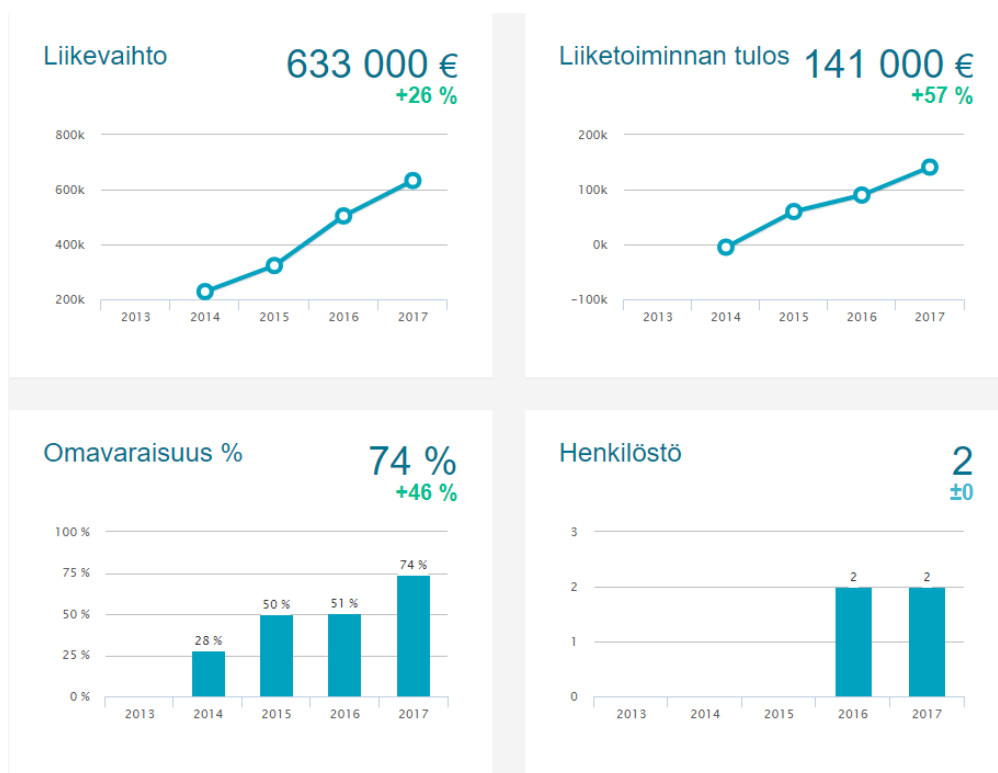 Liikevaihto
633 000 €
+26 %
800k
600k
400k
200k
2013 2014 2015 2016 2017
Liiketoiminnan tulos
141 000 €
+57 %
200k
100k
0k
-100k
2013 2014 2015 2016 2017
Omavaraisuus %
74 %
+46 %
100 %
75 %
50 %
25 %
0 %
28 %
50 %
51 %
74 %
2013 2014 2015 2016 2017
Henkilöstö
2
±0
3
2
1
0
2
2
2013 2014 2015 2016 2017